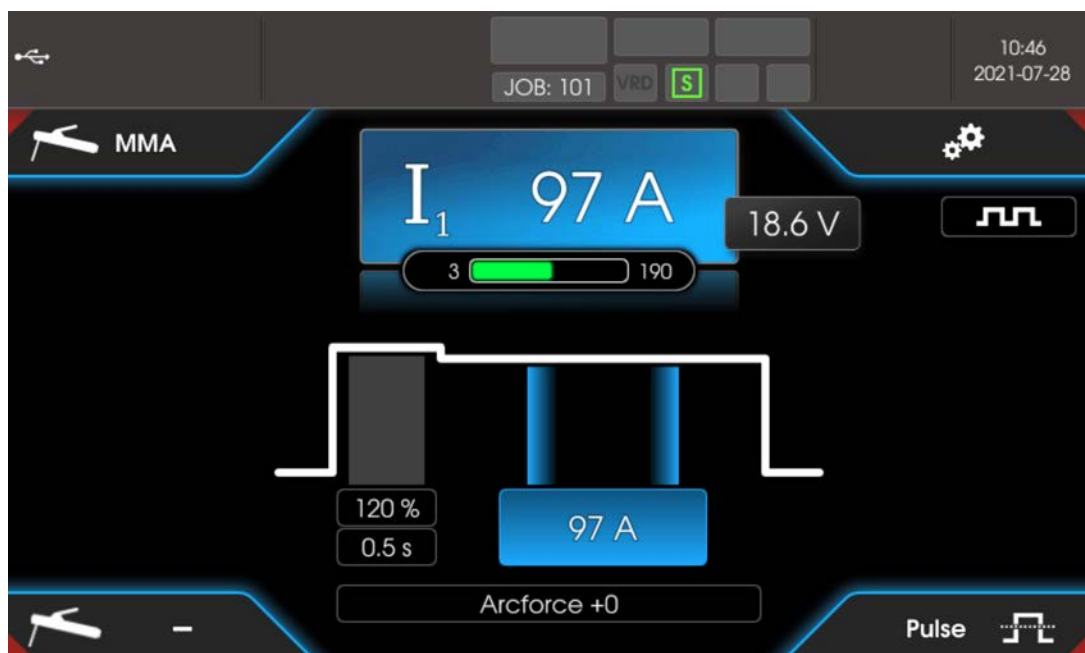 10:46
2021-07-28
JOB: 101 VRD S
MMA
I1 97 A
18.6 V
3 190
120 %
0.5 s
97 A
Arcforce +0
–
Pulse